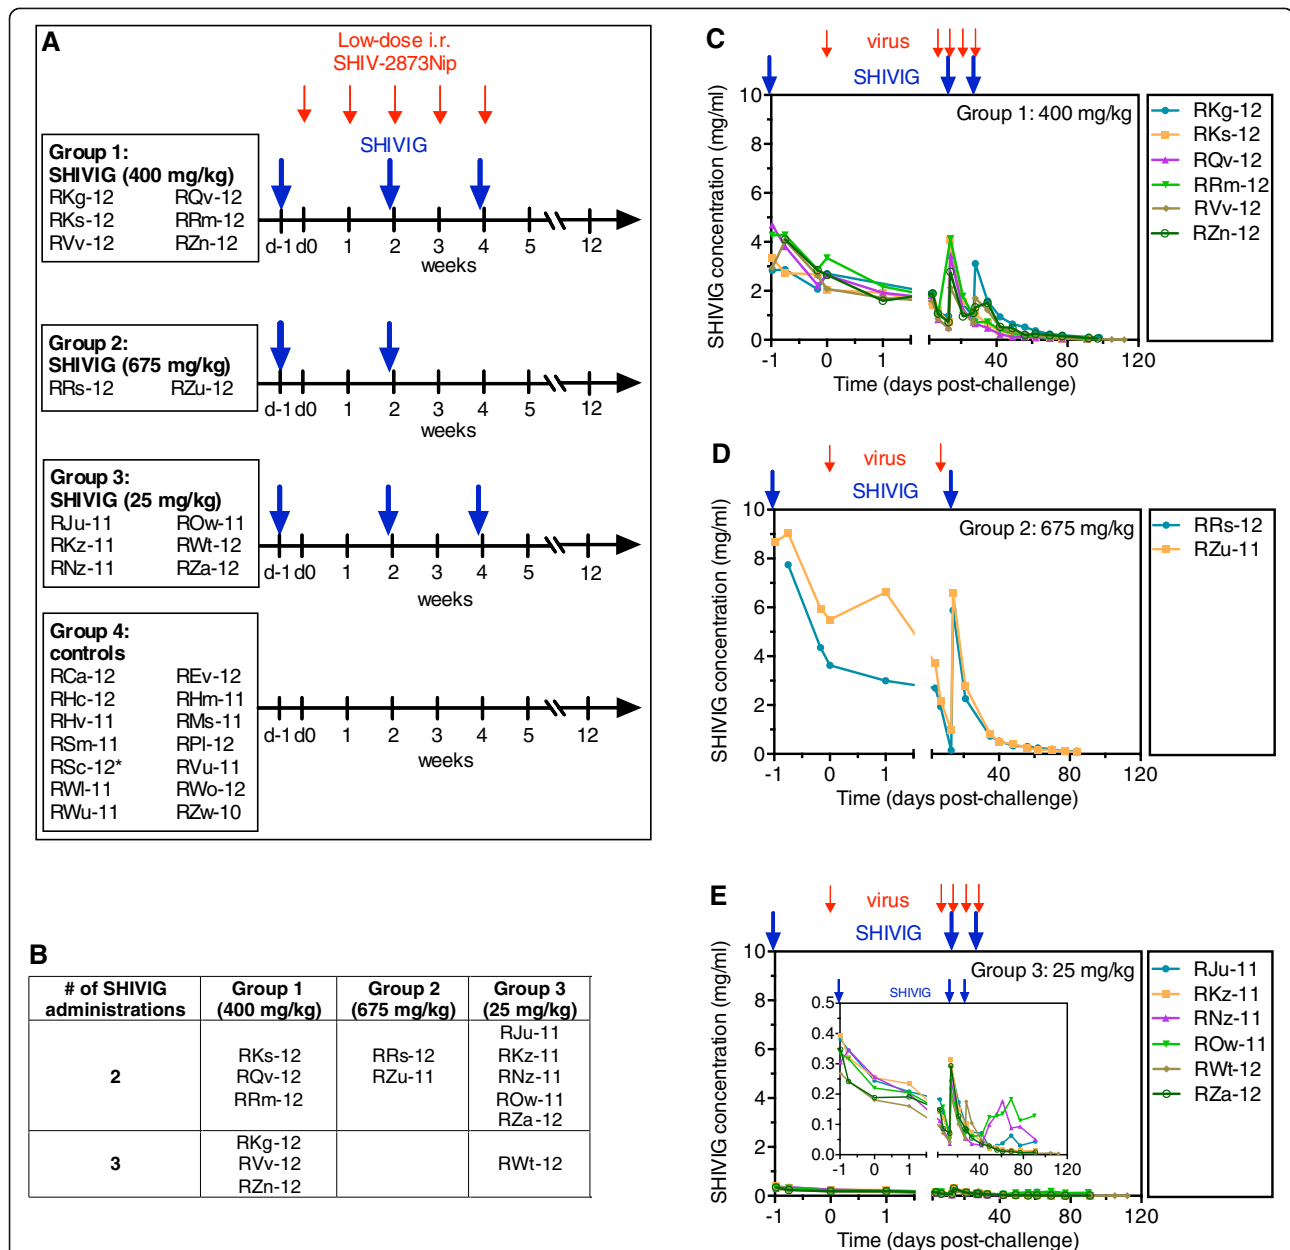 A
Low-dose i.r.
SHIV-2873Nip
SHIVIG
Group 1:
SHIVIG (400 mg/kg)
RKg-12 RQv-12
RKs-12 RRm-12
RVv-12 RZn-12
d-1 d0 1 2 3 4 5 12
weeks
Group 2:
SHIVIG (675 mg/kg)
RRs-12 RZu-12
d-1 d0 1 2 3 4 5 12
weeks
Group 3:
SHIVIG (25 mg/kg)
RJu-11 ROw-11
RKz-11 RWt-12
RNz-11 RZa-12
d-1 d0 1 2 3 4 5 12
weeks
Group 4:
controls
RCa-12 REv-12
RHc-12 RHm-11
RHv-11 RMs-11
RSm-11 RPl-12
RSc-12* RVu-11
RWl-11 RWo-12
RWu-11 RZw-10
d-1 d0 1 2 3 4 5 12
weeks
B
# of SHIVIG administrations Group 1 (400 mg/kg) Group 2 (675 mg/kg) Group 3 (25 mg/kg)
2
RKs-12
RQv-12
RRm-12
RRs-12
RZu-11
RJu-11
RKz-11
RNz-11
ROw-11
RZa-12
3
RKg-12
RVv-12
RZn-12
RWt-12
C
virus
SHIVIG
Group 1: 400 mg/kg
SHIVIG concentration (mg/ml)
10
8
6
4
2
0
-1 0 1 40 80 120
Time (days post-challenge)
RKg-12
RKs-12
RQv-12
RRm-12
RVv-12
RZn-12
D
virus
SHIVIG
Group 2: 675 mg/kg
SHIVIG concentration (mg/ml)
10
8
6
4
2
0
-1 0 1 40 80 120
Time (days post-challenge)
RRs-12
RZu-11
E
virus
SHIVIG
Group 3: 25 mg/kg
SHIVIG concentration (mg/ml)
10
8
6
4
2
0
-1 0 1 40 80 120
Time (days post-challenge)
SHIVIG
0.5
0.4
0.3
0.2
0.1
0.0
-1 0 1 40 80 120
RJu-11
RKz-11
RNz-11
ROw-11
RWt-12
RZa-12